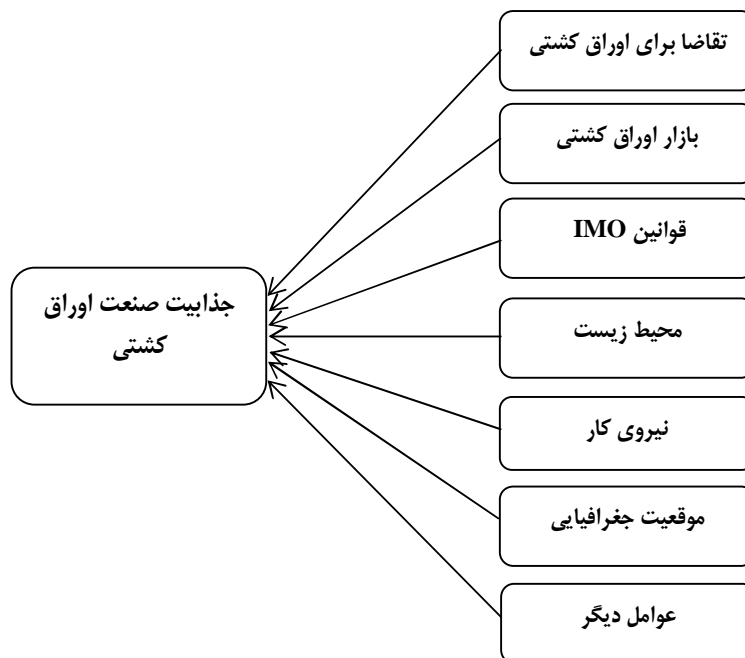 تقاضا برای اوراق کشتی
بازار اوراق کشتی
قوانین IMO
جذابیت صنعت اوراق
کشتی
محیط زیست
نیروی کار
موقعیت جغرافیایی
عوامل دیگر